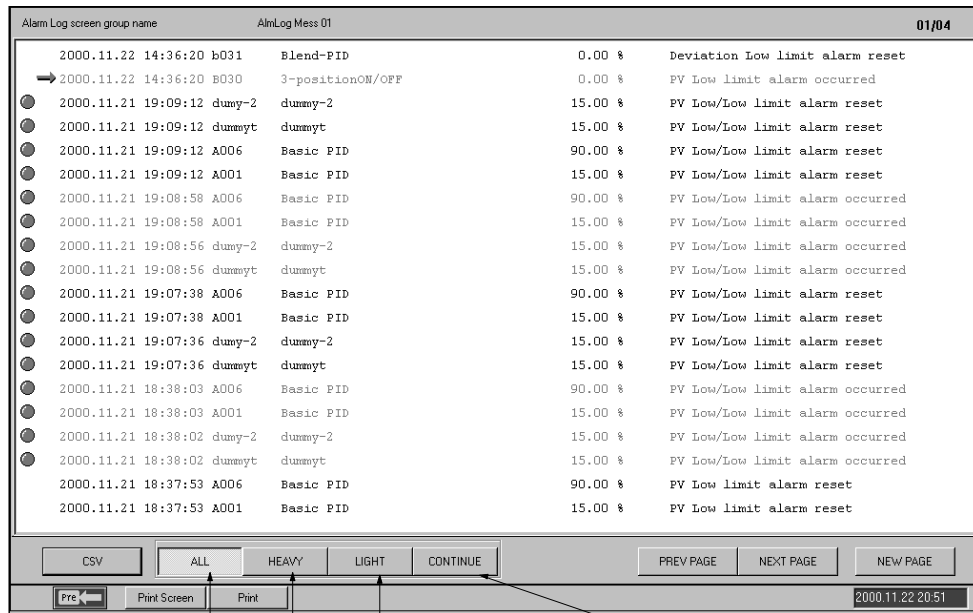 Alarm Log screen group name AlmLog Mess 01 01/04
2000.11.22 14:36:20 b031 Blend-PID 0.00 % Deviation Low limit alarm reset
2000.11.22 14:36:20 B030 3-positionON/OFF 0.00 % PV Low limit alarm occurred
2000.11.21 19:09:12 dumy-2 dummy-2 15.00 % PV Low/Low limit alarm reset
2000.11.21 19:09:12 dummyt dummyt 15.00 % PV Low/Low limit alarm reset
2000.11.21 19:09:12 A006 Basic PID 90.00 % PV Low/Low limit alarm reset
2000.11.21 19:09:12 A001 Basic PID 15.00 % PV Low/Low limit alarm reset
2000.11.21 19:08:58 A006 Basic PID 90.00 % PV Low/Low limit alarm occurred
2000.11.21 19:08:58 A001 Basic PID 15.00 % PV Low/Low limit alarm occurred
2000.11.21 19:08:56 dumy-2 dummy-2 15.00 % PV Low/Low limit alarm occurred
2000.11.21 19:08:56 dummyt dummyt 15.00 % PV Low/Low limit alarm occurred
2000.11.21 19:07:38 A006 Basic PID 90.00 % PV Low/Low limit alarm reset
2000.11.21 19:07:38 A001 Basic PID 15.00 % PV Low/Low limit alarm reset
2000.11.21 19:07:36 dumy-2 dummy-2 15.00 % PV Low/Low limit alarm reset
2000.11.21 19:07:36 dummyt dummyt 15.00 % PV Low/Low limit alarm reset
2000.11.21 18:38:03 A006 Basic PID 90.00 % PV Low/Low limit alarm occurred
2000.11.21 18:38:03 A001 Basic PID 15.00 % PV Low/Low limit alarm occurred
2000.11.21 18:38:02 dumy-2 dummy-2 15.00 % PV Low/Low limit alarm occurred
2000.11.21 18:38:02 dummyt dummyt 15.00 % PV Low/Low limit alarm occurred
2000.11.21 18:37:53 A006 Basic PID 90.00 % PV Low limit alarm reset
2000.11.21 18:37:53 A001 Basic PID 15.00 % PV Low limit alarm reset
CSV ALL HEAVY LIGHT CONTINUE PREV PAGE NEXT PAGE NEW PAGE
Pre Print Screen Print 2000.11.22 20:51